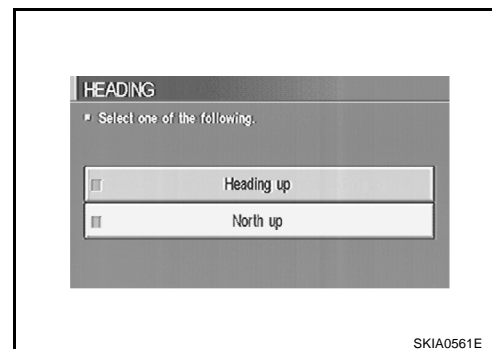 HEADING
Select one of the following.
Heading up
North up
SKIA0561E